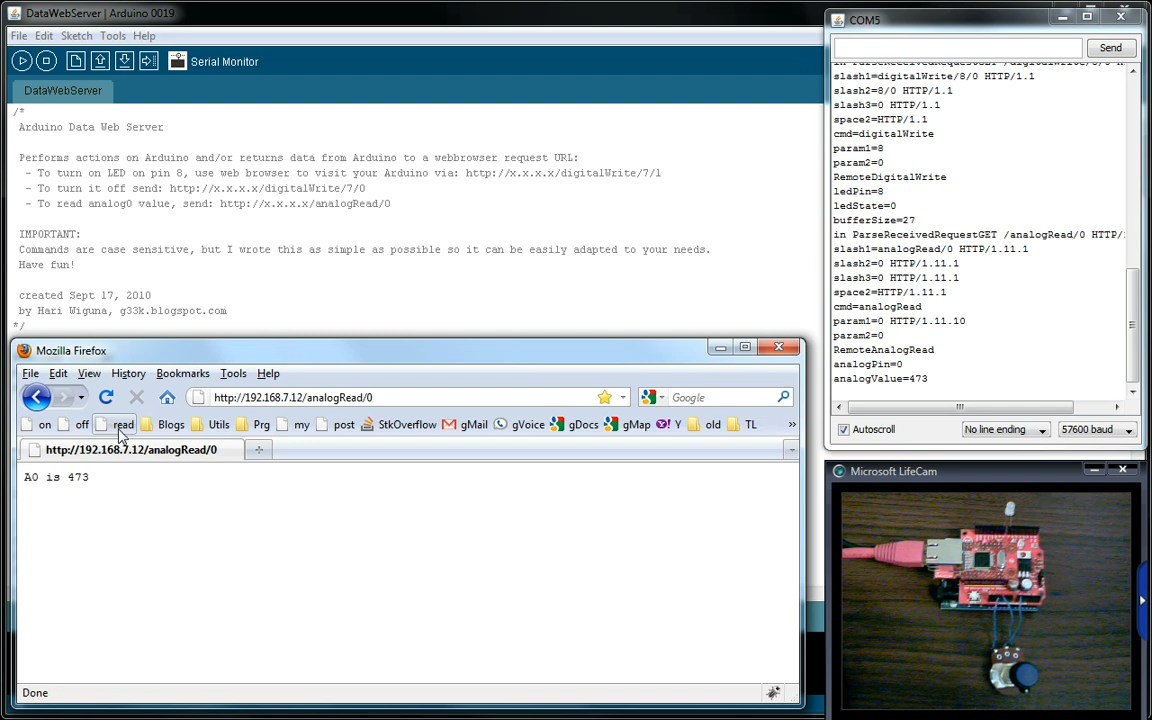 DataWebServer | Arduino 0019
File Edit Sketch Tools Help
Serial Monitor
DataWebServer
/*
Arduino Data Web Server
Performs actions on Arduino and/or returns data from Arduino to a webbrowser request URL:
- To turn on LED on pin 8, use web browser to visit your Arduino via: http://x.x.x.x/digitalWrite/7/1
- To turn it off send: http://x.x.x.x/digitalWrite/7/0
- To read analog0 value, send: http://x.x.x.x/analogRead/0
IMPORTANT:
Commands are case sensitive, but I wrote this as simple as possible so it can be easily adapted to your needs.
Have fun!
created Sept 17, 2010
by Hari Wiguna, g33k.blogspot.com
*/
Mozilla Firefox
File Edit View History Bookmarks Tools Help
http://192.168.7.12/analogRead/0
Google
on off read Blogs Utils Prg my post StkOverflow gMail gVoice gDocs gMap Y! Y old TL »
http://192.168.7.12/analogRead/0
A0 is 473
Done
COM5
Send
slash1=digitalWrite/8/0 HTTP/1.1
slash2=8/0 HTTP/1.1
slash3=0 HTTP/1.1
space2=HTTP/1.1
cmd=digitalWrite
param1=8
param2=0
RemoteDigitalWrite
ledPin=8
ledState=0
bufferSize=27
in ParseReceivedRequestGET /analogRead/0 HTTP/1
slash1=analogRead/0 HTTP/1.11.1
slash2=0 HTTP/1.11.1
slash3=0 HTTP/1.11.1
space2=HTTP/1.11.1
cmd=analogRead
param1=0 HTTP/1.11.10
param2=0
RemoteAnalogRead
analogPin=0
analogValue=473
Autoscroll No line ending 57600 baud
Microsoft LifeCam